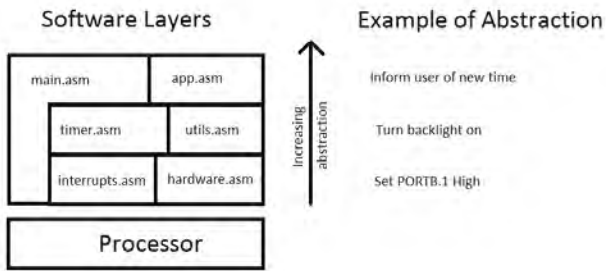 Software Layers
Example of Abstraction
main.asm
app.asm
timer.asm
utils.asm
interrupts.asm
hardware.asm
Processor
Increasing
abstraction
Inform user of new time
Turn backlight on
Set PORTB.1 High